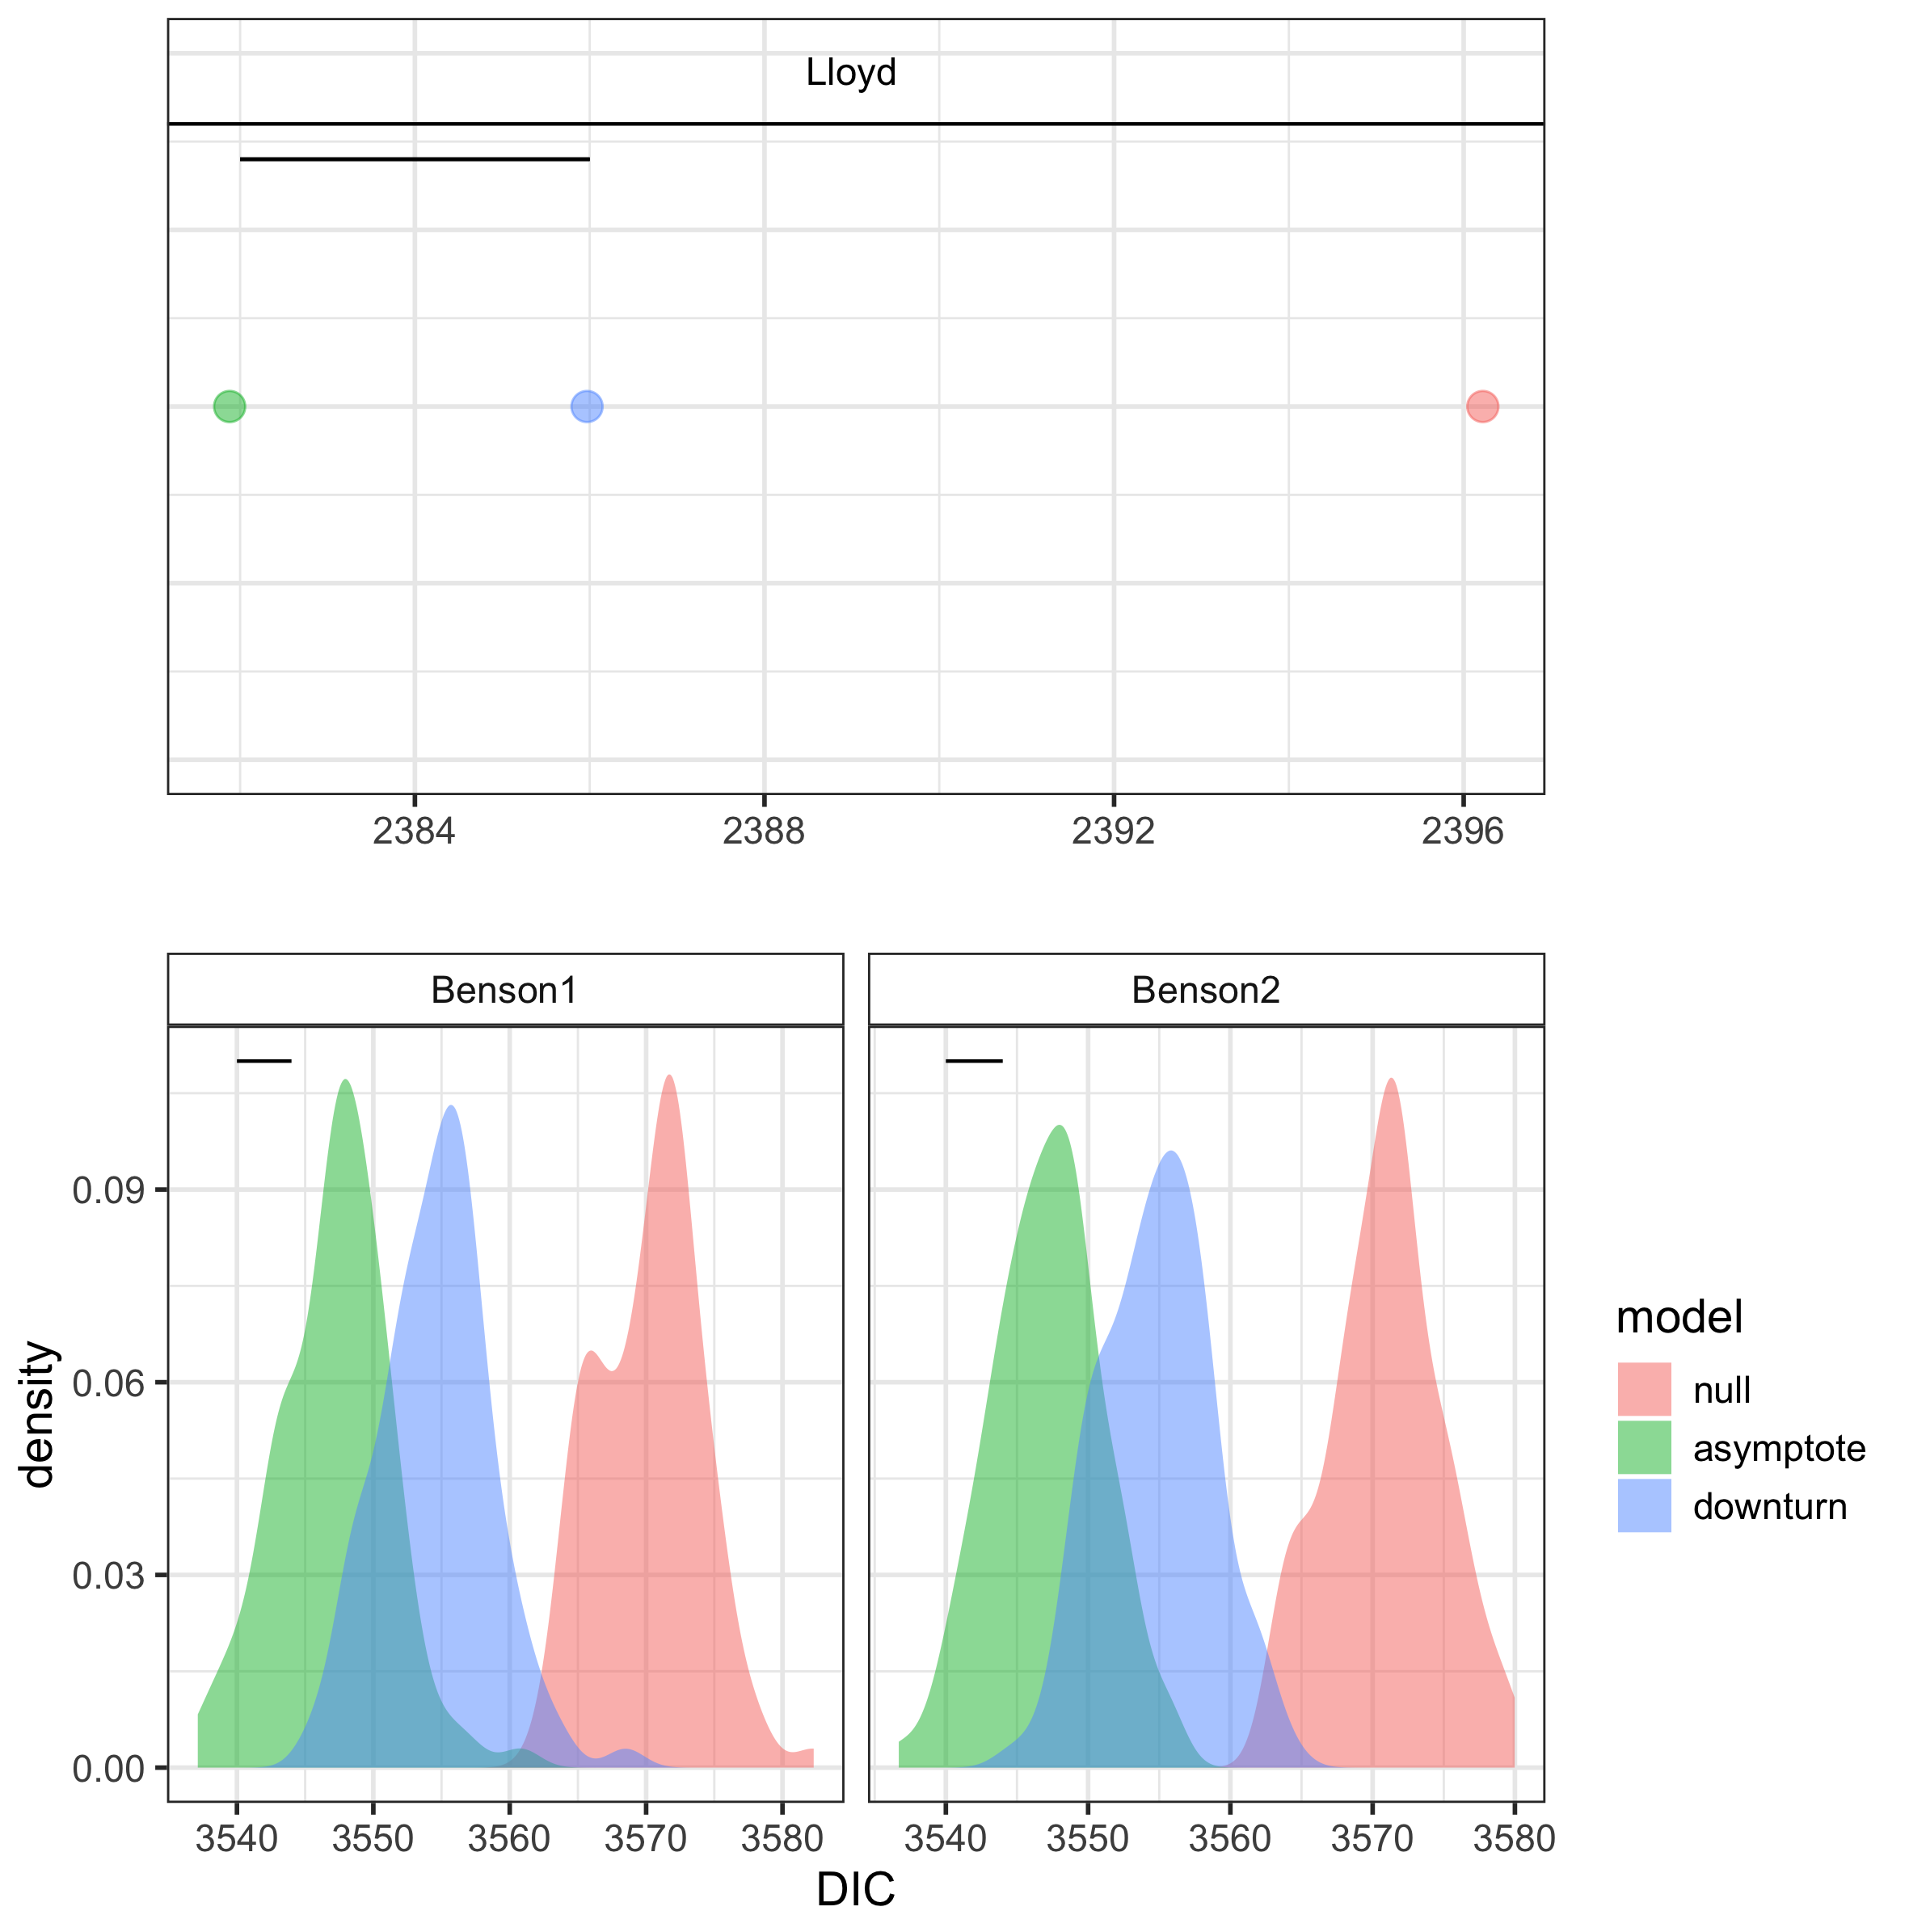 Lloyd
2384 2388 2392 2396
Benson1 Benson2
0.09
0.06
0.03
0.00
density
3540 3550 3560 3570 3580 3540 3550 3560 3570 3580
DIC
model
null
asymptote
downturn